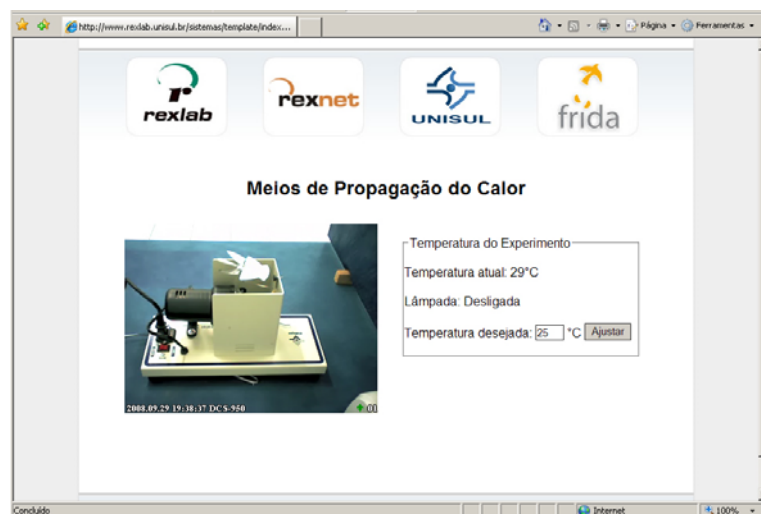 http://www.rexlab.unisul.br/sistemas/template/index...
Página
Ferramentas
rexlab
rexnet
UNISUL
frida
Meios de Propagação do Calor
Temperatura do Experimento
Temperatura atual: 29°C
Lâmpada: Desligada
Temperatura desejada: 25 °C Ajustar
2008.09.29 19:38:37 DCS-950
01
Concluído
Internet
100%